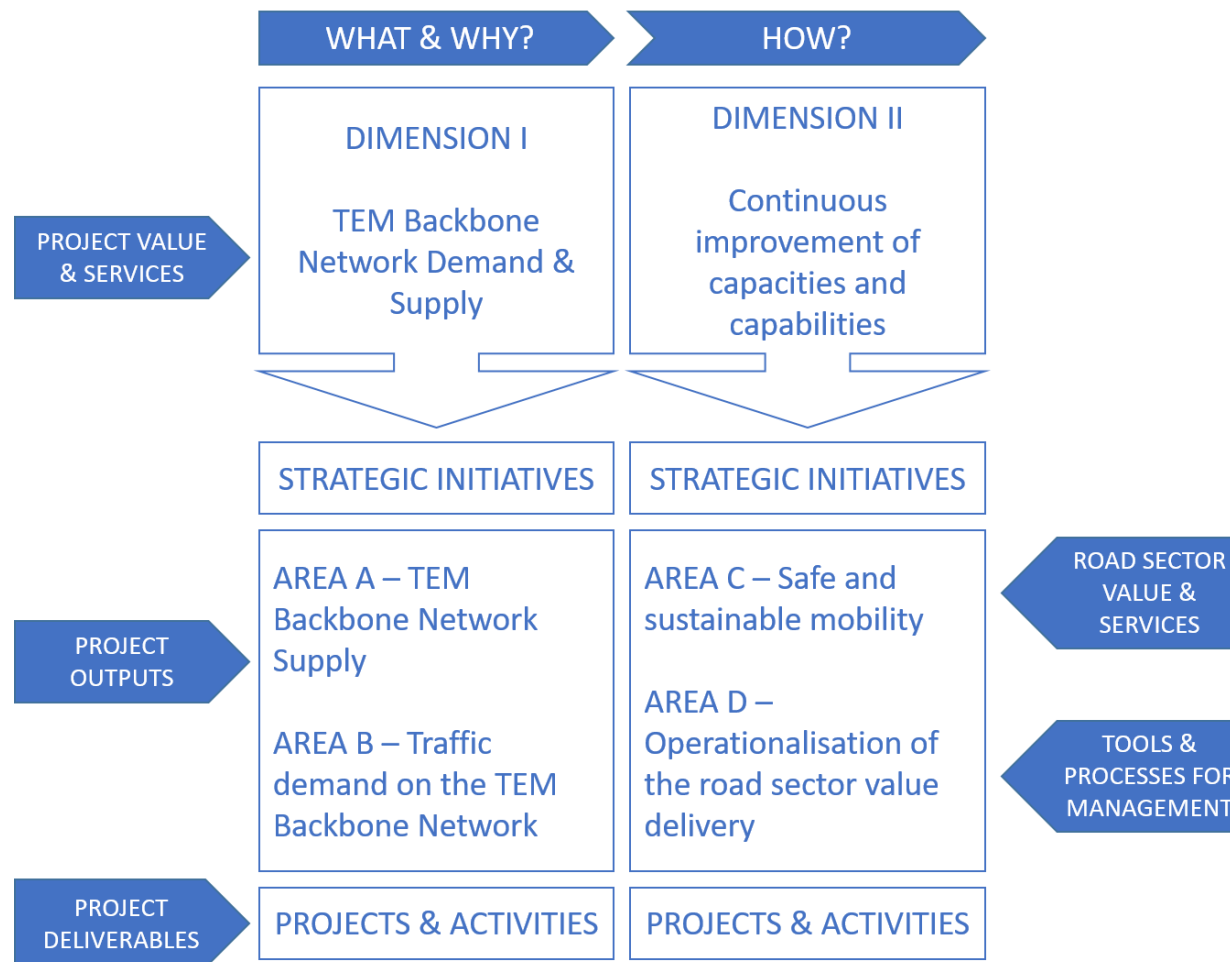 WHAT & WHY?
HOW?
PROJECT VALUE
& SERVICES
DIMENSION I
TEM Backbone
Network Demand &
Supply
DIMENSION II
Continuous
improvement of
capacities and
capabilities
STRATEGIC INITIATIVES
STRATEGIC INITIATIVES
PROJECT
OUTPUTS
AREA A – TEM
Backbone Network
Supply
AREA B – Traffic
demand on the TEM
Backbone Network
AREA C – Safe and
sustainable mobility
AREA D –
Operationalisation of
the road sector value
delivery
ROAD SECTOR
VALUE &
SERVICES
TOOLS &
PROCESSES FOR
MANAGEMENT
PROJECT
DELIVERABLES
PROJECTS & ACTIVITIES
PROJECTS & ACTIVITIES